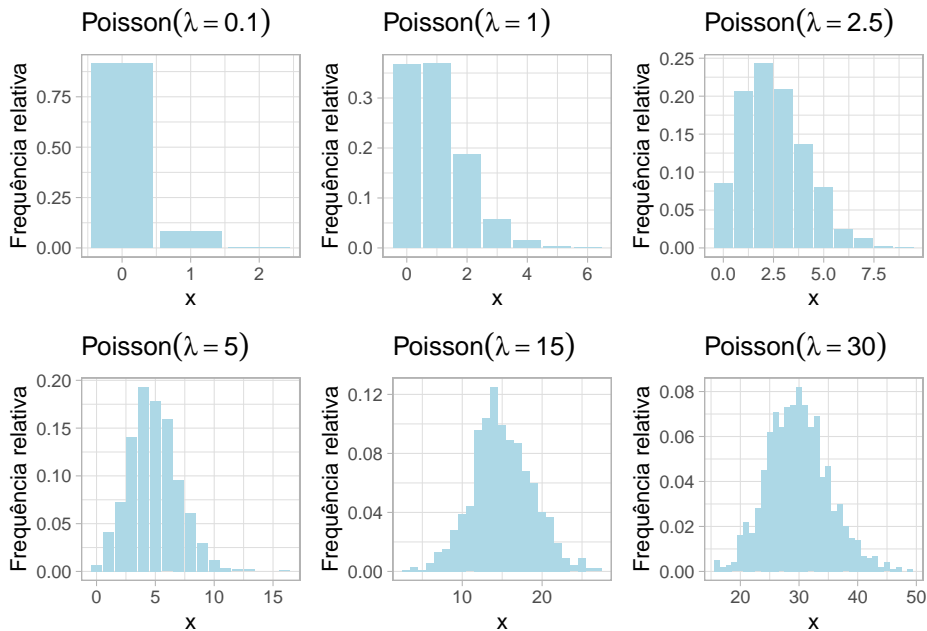 Poisson(λ = 0.1)
Frequência relativa
0.75
0.50
0.25
0.00
0 1 2
x
Poisson(λ = 1)
Frequência relativa
0.3
0.2
0.1
0.0
0 2 4 6
x
Poisson(λ = 2.5)
Frequência relativa
0.25
0.20
0.15
0.10
0.05
0.00
0.0 2.5 5.0 7.5
x
Poisson(λ = 5)
Frequência relativa
0.20
0.15
0.10
0.05
0.00
0 5 10 15
x
Poisson(λ = 15)
Frequência relativa
0.12
0.08
0.04
0.00
10 20
x
Poisson(λ = 30)
Frequência relativa
0.08
0.06
0.04
0.02
0.00
20 30 40 50
x